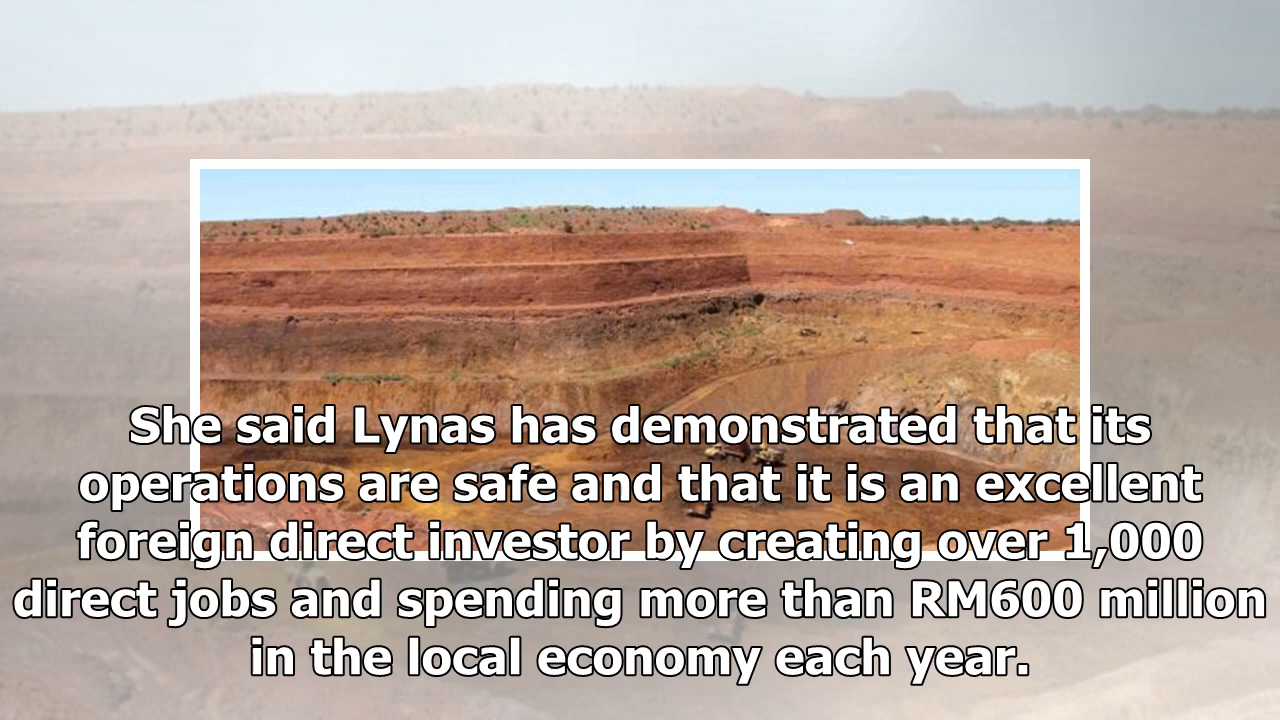 She said Lynas has demonstrated that its
operations are safe and that it is an excellent
foreign direct investor by creating over 1,000
direct jobs and spending more than RM600 million
in the local economy each year.